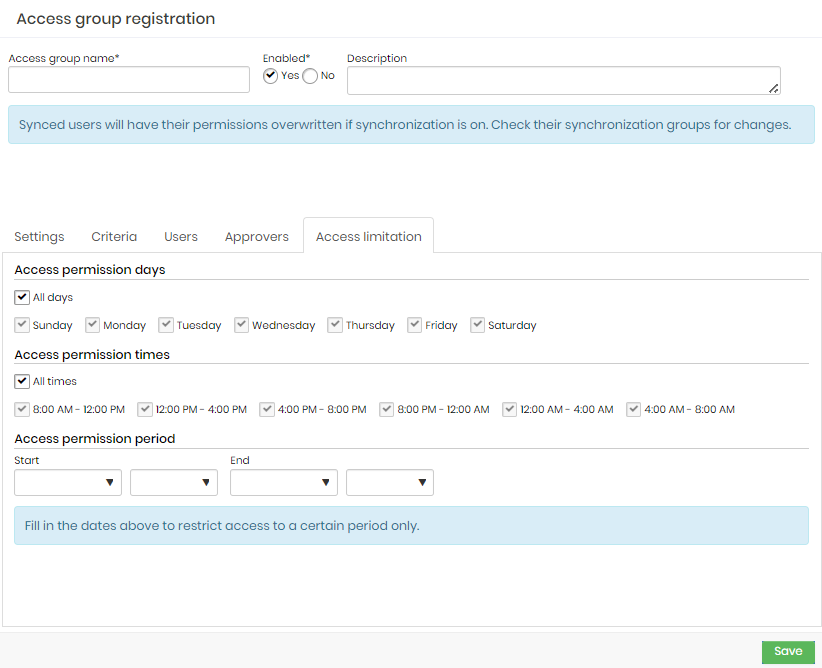 Access group registration
Access group name* Enabled* Description
Yes No
Synced users will have their permissions overwritten if synchronization is on. Check their synchronization groups for changes.
Settings Criteria Users Approvers Access limitation
Access permission days
All days
Sunday Monday Tuesday Wednesday Thursday Friday Saturday
Access permission times
All times
8:00 AM - 12:00 PM 12:00 PM - 4:00 PM 4:00 PM - 8:00 PM 8:00 PM - 12:00 AM 12:00 AM - 4:00 AM 4:00 AM - 8:00 AM
Access permission period
Start End
Fill in the dates above to restrict access to a certain period only.
Save